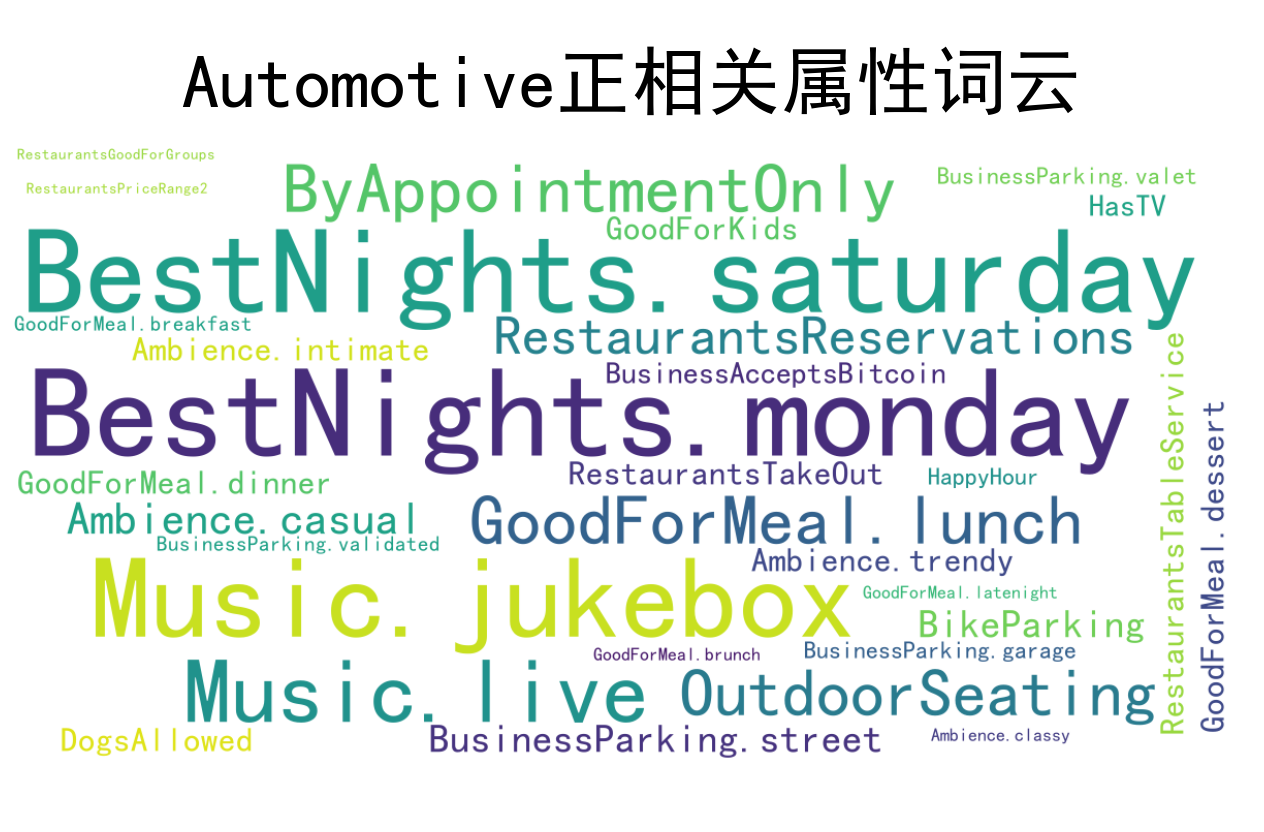 Automotive正相关属性词云
RestaurantsGoodForGroups
RestaurantsPriceRange2
ByAppointmentOnly
BusinessParking.valet
HasTV
GoodForKids
BestNights.saturday
GoodForMeal.breakfast
RestaurantsReservations
Ambience.intimate
BusinessAcceptsBitcoin
BestNights.monday
RestaurantsTakeOut
HappyHour
GoodForMeal.dinner
Ambience.casual
GoodForMeal.lunch
BusinessParking.validated
Ambience.trendy
Music.jukebox
GoodForMeal.latenight
BikeParking
GoodForMeal.brunch
BusinessParking.garage
Music.live
OutdoorSeating
DogsAllowed
BusinessParking.street
Ambience.classy
RestaurantsTableService
GoodForMeal.dessert